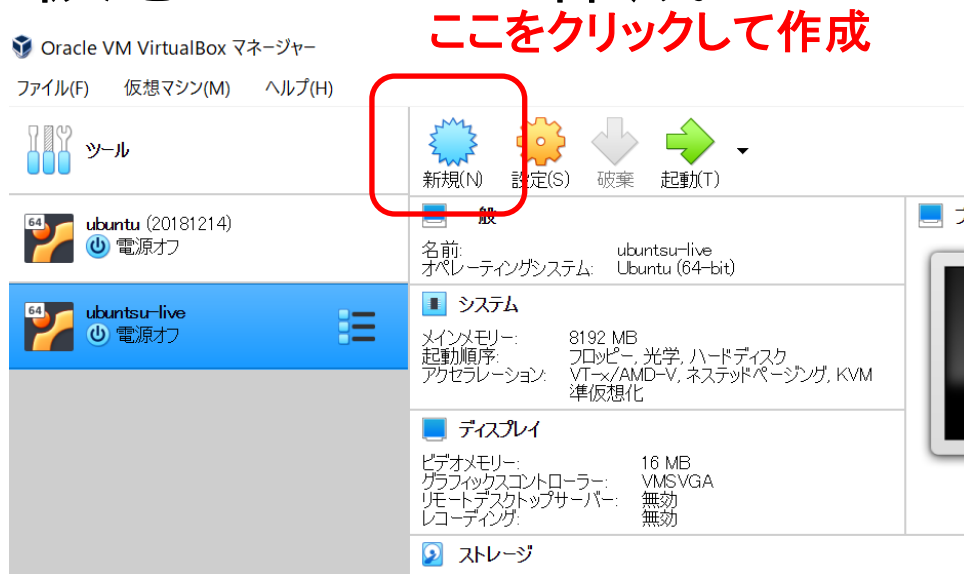 ここをクリックして作成
Oracle VM VirtualBox マネージャー
ファイル(F) 仮想マシン(M) ヘルプ(H)
ツール
新規(N) 設定(S) 破棄 起動(T)
64 ubuntu (20181214)
電源オフ
64 ubuntsu-live
電源オフ
一般
名前: ubuntsu-live
オペレーティングシステム: Ubuntu (64-bit)
システム
メインメモリー: 8192 MB
起動順序: フロッピー, 光学, ハードディスク
アクセラレーション: VT-x/AMD-V, ネステッドページング, KVM
準仮想化
ディスプレイ
ビデオメモリー: 16 MB
グラフィックスコントローラー: VMSVGA
リモートデスクトップサーバー: 無効
レコーディング: 無効
ストレージ